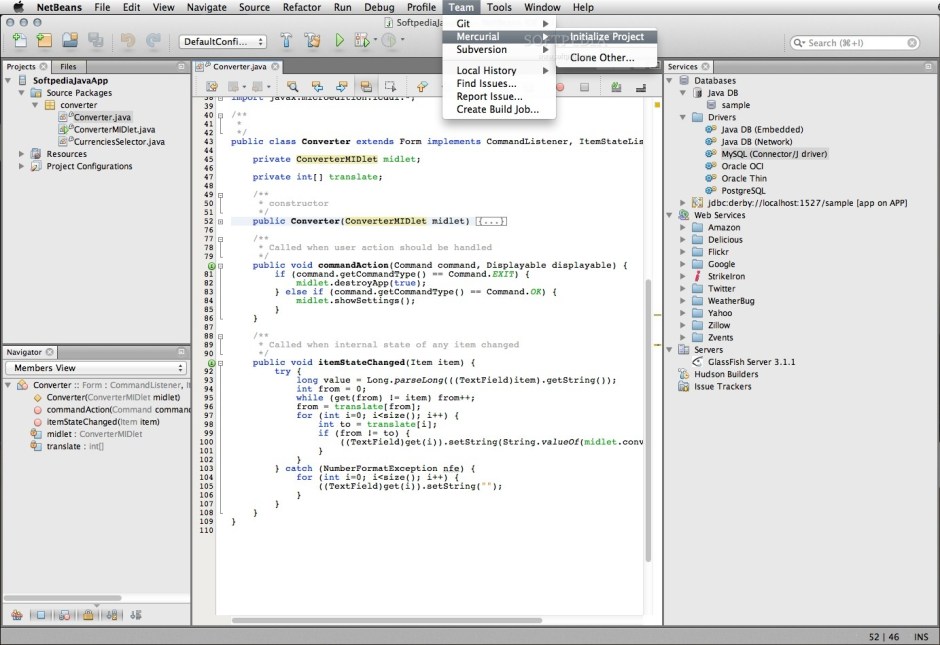 NetBeans File Edit View Navigate Source Refactor Run Debug Profile Team Tools Window Help
Git
Mercurial
Subversion
Local History
Find Issues...
Report Issue...
Create Build Job...
Initialize Project
Clone Other...
DefaultConfi...
Search (⌘+I)
Projects Files
SoftpediaJavaApp
Source Packages
converter
Converter.java
ConverterMIDlet.java
CurrenciesSelector.java
Resources
Project Configurations
Navigator
Members View
Converter :: Form : CommandListener, I
Converter(ConverterMIDlet midlet)
commandAction(Command comman
itemStateChanged(Item item)
midlet : ConverterMIDlet
translate : int[]
Converter.java
39
40 /**
41 *
42 */
43 public class Converter extends Form implements CommandListener, ItemStateLis
44
45 private ConverterMIDlet midlet;
46
47 private int[] translate;
48
49 /**
50 * constructor
51 */
52 public Converter(ConverterMIDlet midlet) {...}
76
77 /**
78 * Called when user action should be handled
79 */
public void commandAction(Command command, Displayable displayable) {
81 if (command.getCommandType() == Command.EXIT) {
82 midlet.destroyApp(true);
83 } else if (command.getCommandType() == Command.OK) {
84 midlet.showSettings();
85 }
86 }
87
88 /**
89 * Called when internal state of any item changed
90 */
public void itemStateChanged(Item item) {
92 try {
93 long value = Long.parseLong(((TextField)item).getString());
94 int from = 0;
95 while (get(from) != item) from++;
96 from = translate[from];
97 for (int i=0; i<size(); i++) {
98 int to = translate[i];
99 if (from != to) {
100 ((TextField)get(i)).setString(String.valueOf(midlet.conv
101 }
102 }
103 } catch (NumberFormatException nfe) {
104 for (int i=0; i<size(); i++) {
105 ((TextField)get(i)).setString("");
106 }
107 }
108 }
109 }
110
Services
Databases
Java DB
sample
Drivers
Java DB (Embedded)
Java DB (Network)
MySQL (Connector/J driver)
Oracle OCI
Oracle Thin
PostgreSQL
jdbc:derby://localhost:1527/sample [app on APP]
Web Services
Amazon
Delicious
Flickr
Google
StrikeIron
Twitter
WeatherBug
Yahoo
Zillow
Zvents
Servers
GlassFish Server 3.1.1
Hudson Builders
Issue Trackers
52 | 46 INS